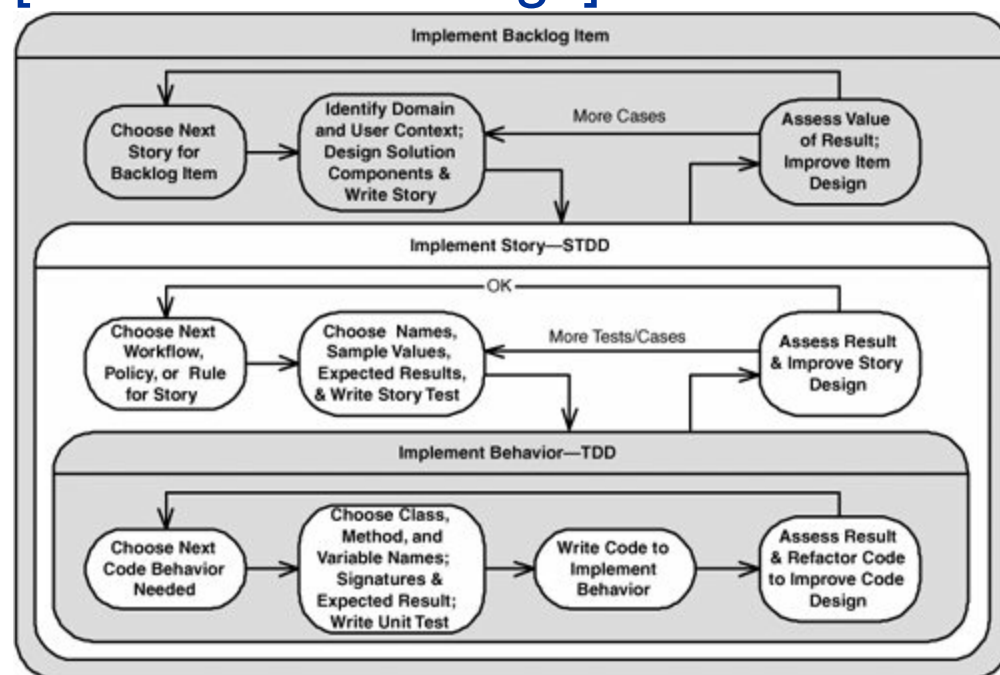 Implement Backlog Item
Choose Next
Story for
Backlog Item
Identify Domain
and User Context;
Design Solution
Components &
Write Story
More Cases
Assess Value
of Result;
Improve Item
Design
Implement Story—STDD
OK
Choose Next
Workflow,
Policy, or Rule
for Story
Choose Names,
Sample Values,
Expected Results,
& Write Story Test
More Tests/Cases
Assess Result
& Improve Story
Design
Implement Behavior—TDD
Choose Next
Code Behavior
Needed
Choose Class,
Method, and
Variable Names;
Signatures &
Expected Result;
Write Unit Test
Write Code to
Implement
Behavior
Assess Result
& Refactor Code
to Improve Code
Design